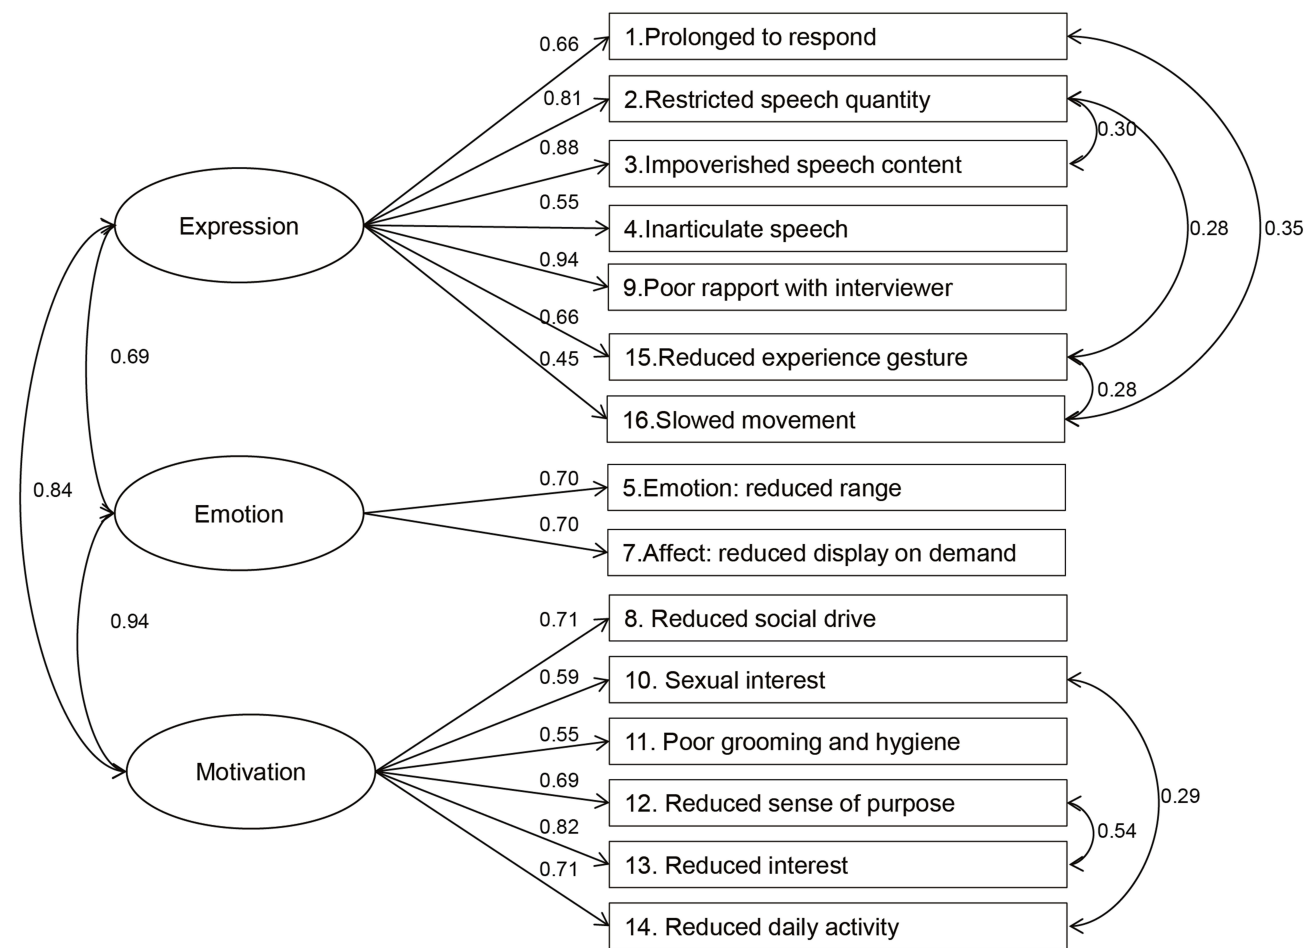 0.66
1.Prolonged to respond
0.81
2.Restricted speech quantity
0.30
0.88
3.Impoverished speech content
0.55
Expression
4.Inarticulate speech
0.28
0.35
0.94
9.Poor rapport with interviewer
0.66
15.Reduced experience gesture
0.69
0.45
0.28
16.Slowed movement
0.84
0.70
5.Emotion: reduced range
Emotion
0.70
7.Affect: reduced display on demand
0.94
0.71
8. Reduced social drive
0.59
10. Sexual interest
0.55
11. Poor grooming and hygiene
Motivation
0.69
12. Reduced sense of purpose
0.29
0.82
0.54
13. Reduced interest
0.71
14. Reduced daily activity